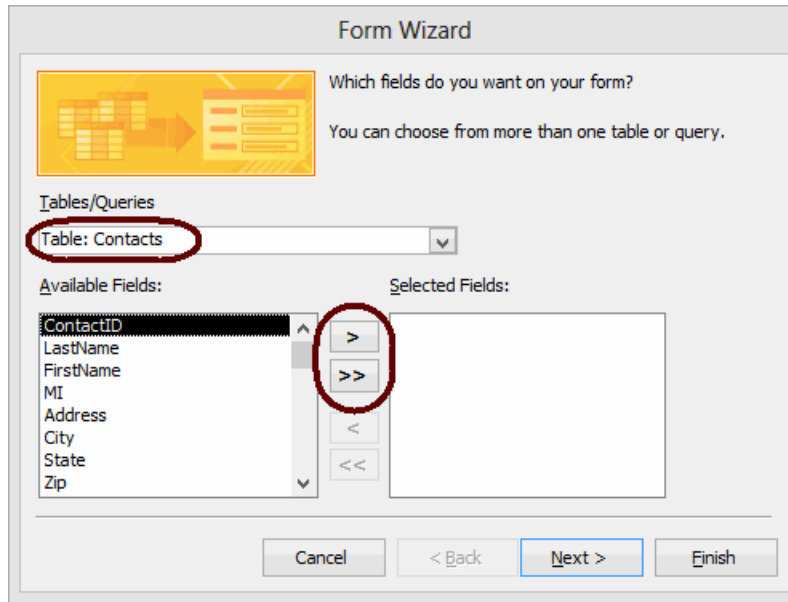 Form Wizard
Which fields do you want on your form?
You can choose from more than one table or query.
Tables/Queries
Table: Contacts
Available Fields:
Selected Fields:
ContactID
LastName
FirstName
MI
Address
City
State
Zip
>
>>
<
<<
Cancel
< Back
Next >
Finish